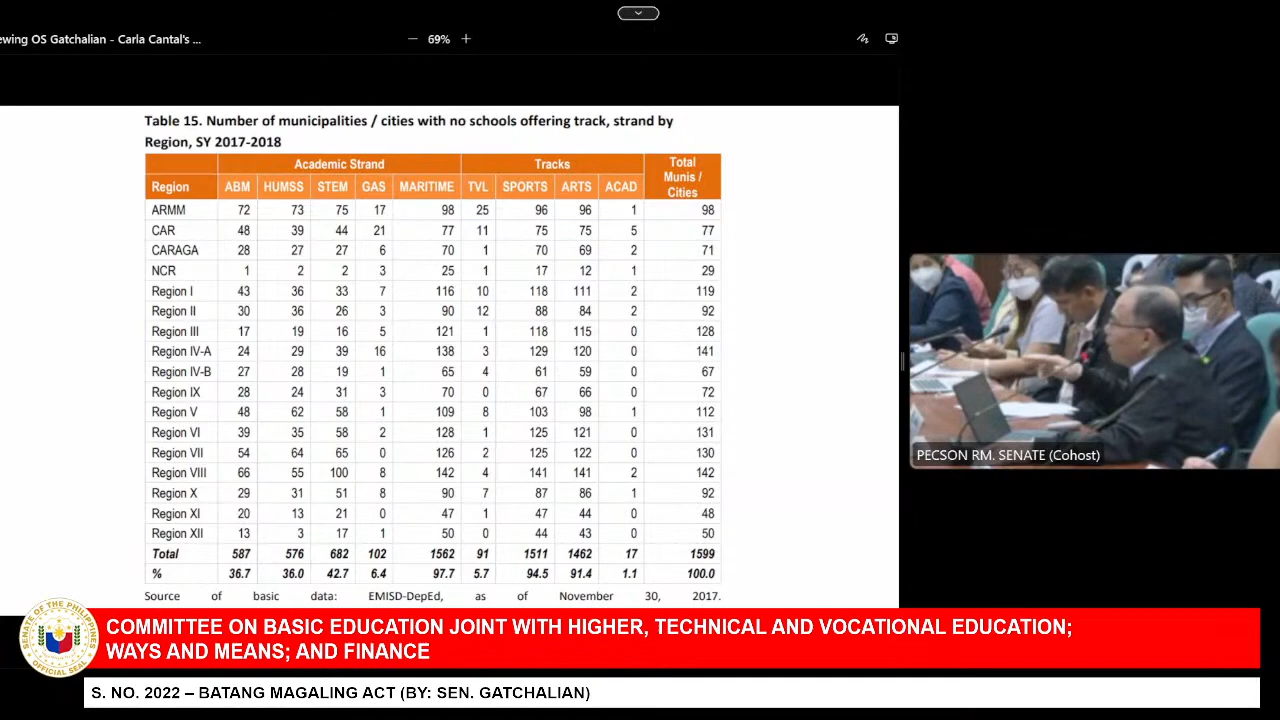 ewing OS Gatchalian - Carla Cantal's ...
69%
Table 15. Number of municipalities / cities with no schools offering track, strand by
Region, SY 2017-2018
Academic Strand Tracks Total Munis / Cities
Region ABM HUMSS STEM GAS MARITIME TVL SPORTS ARTS ACAD
ARMM 72 73 75 17 98 25 96 96 1 98
CAR 48 39 44 21 77 11 75 75 5 77
CARAGA 28 27 27 6 70 1 70 69 2 71
NCR 1 2 2 3 25 1 17 12 1 29
Region I 43 36 33 7 116 10 118 111 2 119
Region II 30 36 26 3 90 12 88 84 2 92
Region III 17 19 16 5 121 1 118 115 0 128
Region IV-A 24 29 39 16 138 3 129 120 0 141
Region IV-B 27 28 19 1 65 4 61 59 0 67
Region IX 28 24 31 3 70 0 67 66 0 72
Region V 48 62 58 1 109 8 103 98 1 112
Region VI 39 35 58 2 128 1 125 121 0 131
Region VII 54 64 65 0 126 2 125 122 0 130
Region VIII 66 55 100 8 142 4 141 141 2 142
Region X 29 31 51 8 90 7 87 86 1 92
Region XI 20 13 21 0 47 1 47 44 0 48
Region XII 13 3 17 1 50 0 44 43 0 50
Total 587 576 682 102 1562 91 1511 1462 17 1599
% 36.7 36.0 42.7 6.4 97.7 5.7 94.5 91.4 1.1 100.0
Source of basic data: EMISD-DepEd, as of November 30, 2017.
PECSON RM. SENATE (Cohost)
SENATE OF THE PHILIPPINES
OFFICIAL SEAL
COMMITTEE ON BASIC EDUCATION JOINT WITH HIGHER, TECHNICAL AND VOCATIONAL EDUCATION;
WAYS AND MEANS; AND FINANCE
S. NO. 2022 – BATANG MAGALING ACT (BY: SEN. GATCHALIAN)